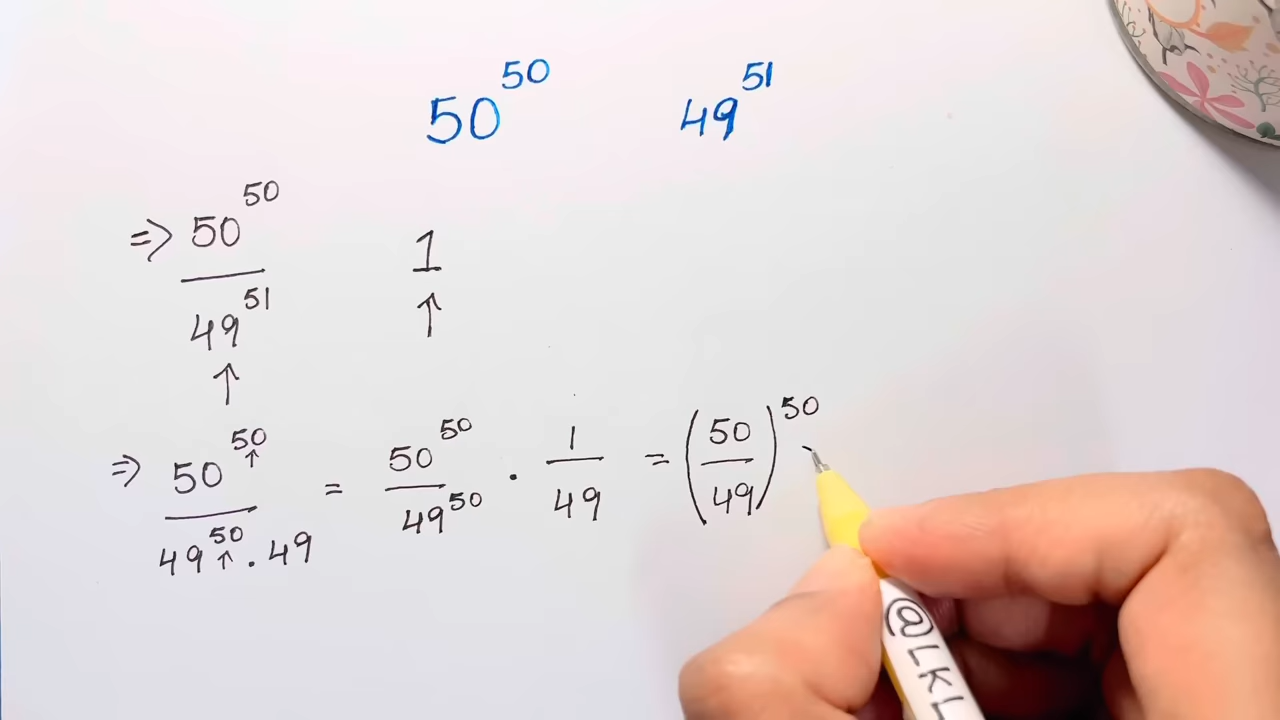 50^50 49^51
=> 50^50 / 49^51 1
↑ ↑
=> 50^50 / 49^50 . 49 = 50^50 / 49^50 . 1 / 49 = (50 / 49)^50
↑ ↑
@LKL